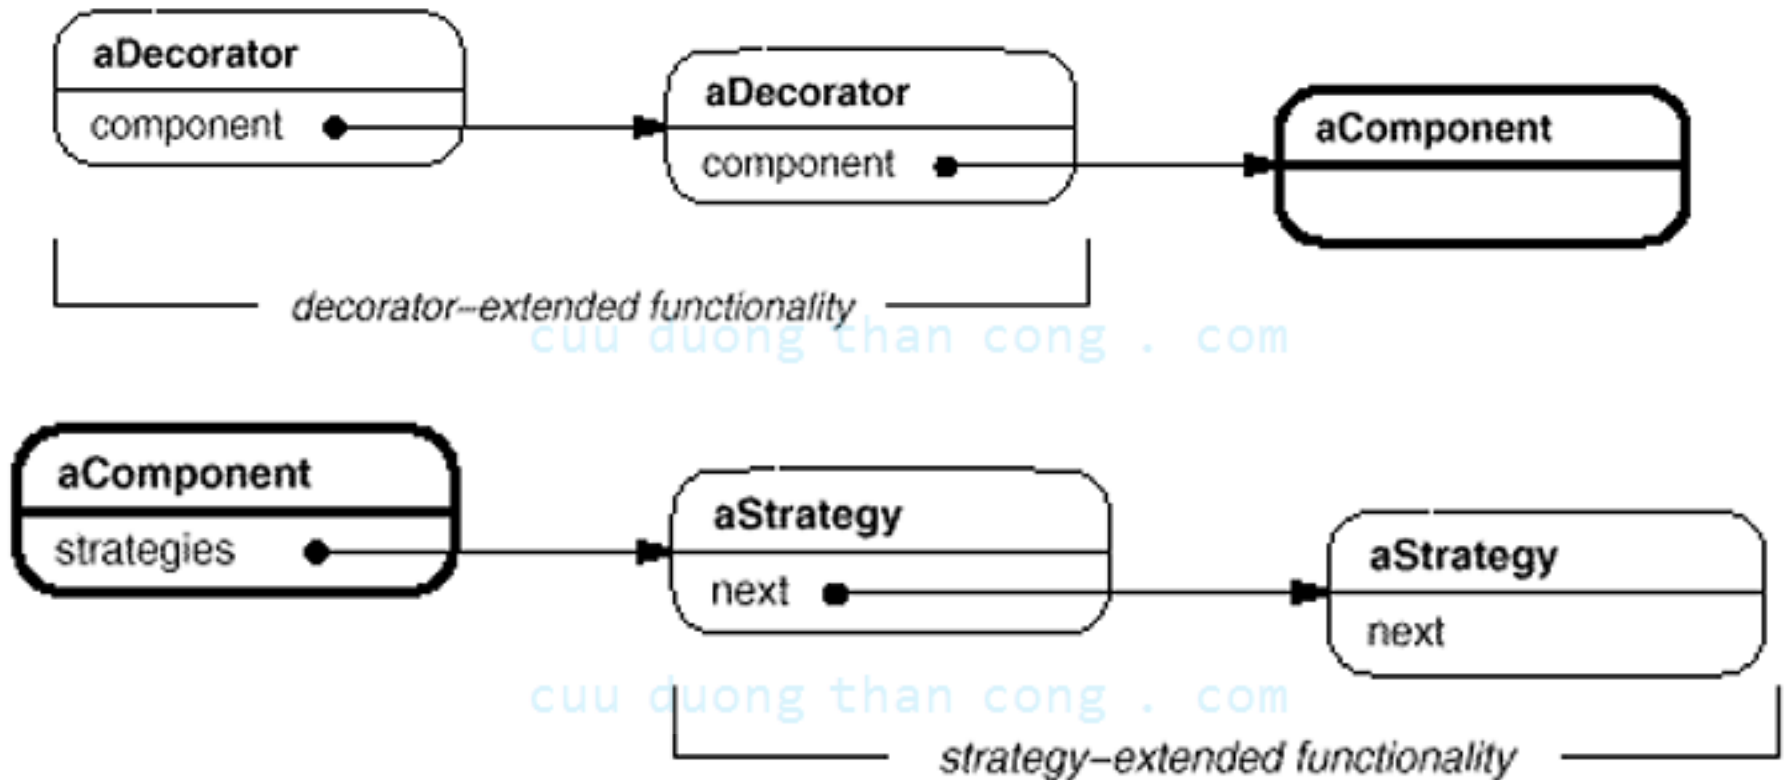 aDecorator
component
aDecorator
component
aComponent
decorator-extended functionality
cuu duong than cong . com
aComponent
strategies
aStrategy
next
aStrategy
next
cuu duong than cong . com
strategy-extended functionality